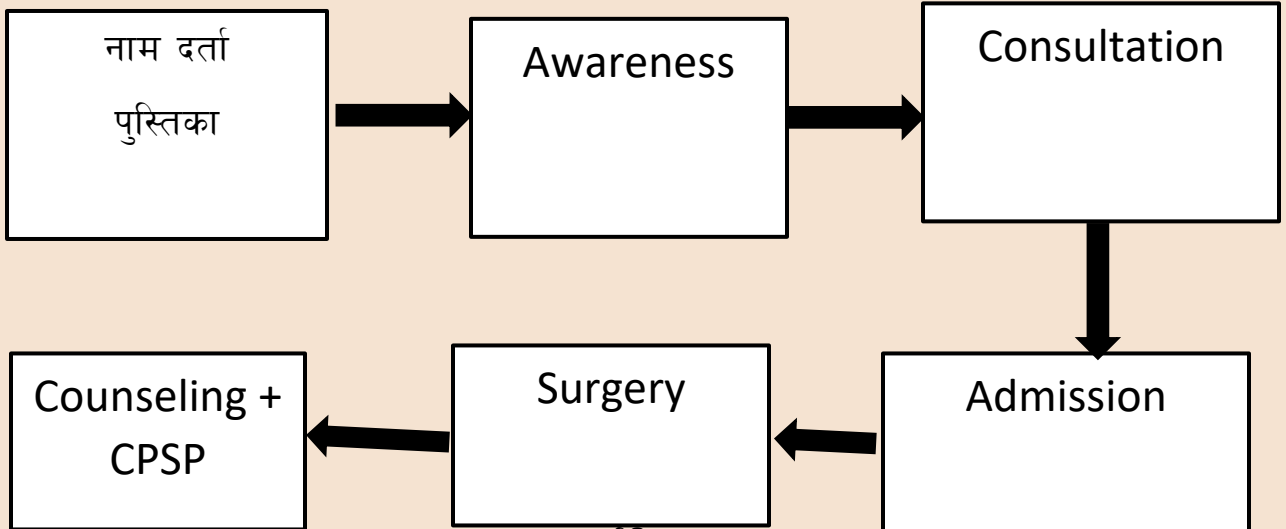 नाम दर्ता
पुस्तिका
Awareness
Consultation
Admission
Surgery
Counseling +
CPSP